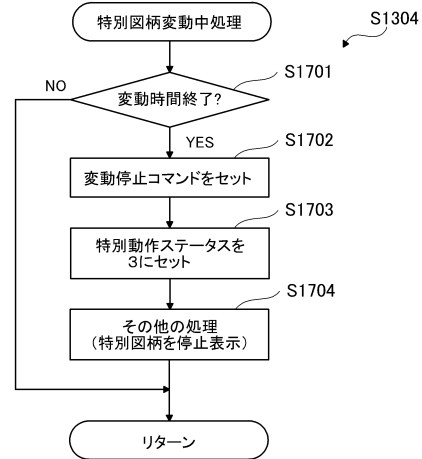 特別図柄変動中処理
S1304
S1701
NO
変動時間終了?
YES
S1702
変動停止コマンドをセット
S1703
特別動作ステータスを
3にセット
S1704
その他の処理
(特別図柄を停止表示)
リターン